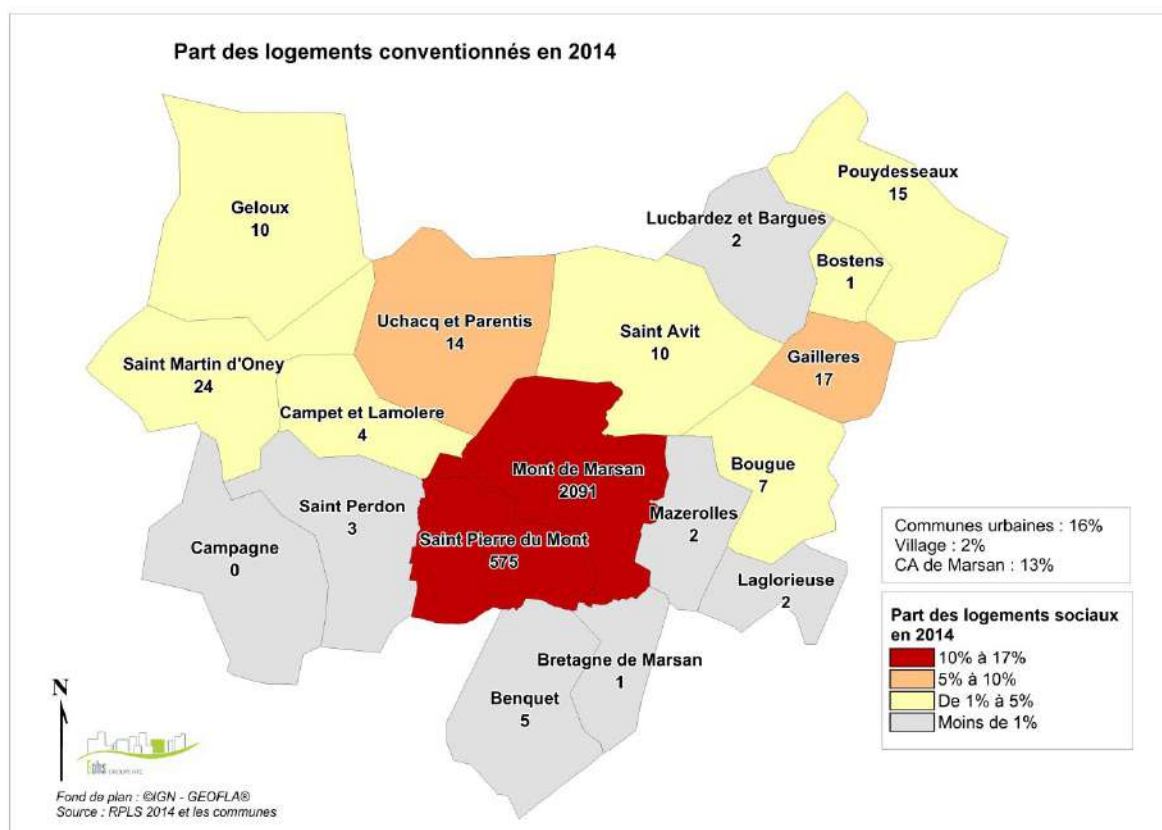 Part des logements conventionnés en 2014
Pouydesseaux
15
Geloux
10
Lucbardez et Bargues
2
Bostens
1
Uchacq et Parentis
14
Saint Avit
10
Gailleres
17
Saint Martin d'Oney
24
Campet et Lamolere
4
Mont de Marsan
2091
Bougue
7
Saint Perdon
3
Mazerolles
2
Campagne
0
Saint Pierre du Mont
575
Laglorieuse
2
Bretagne de Marsan
1
Benquet
5
Communes urbaines : 16%
Village : 2%
CA de Marsan : 13%
Part des logements sociaux
en 2014
10% à 17%
5% à 10%
De 1% à 5%
Moins de 1%
N
Fond de plan : ©IGN - GEOFLA®
Source : RPLS 2014 et les communes